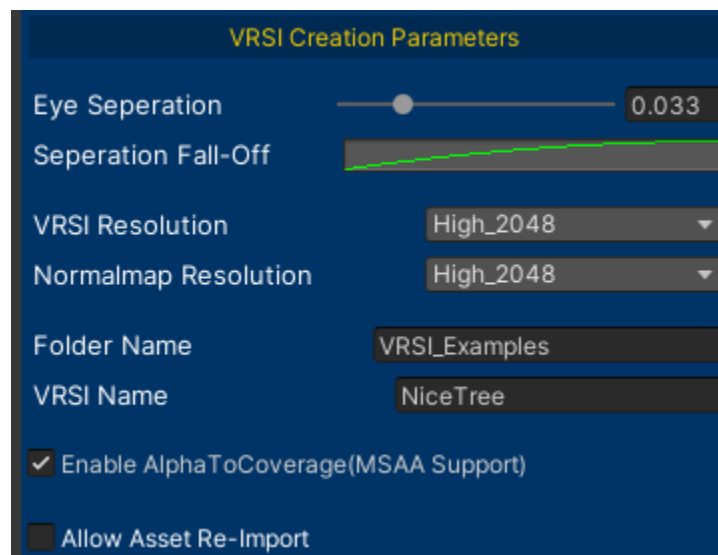 VRSI Creation Parameters
Eye Seperation 0.033
Seperation Fall-Off
VRSI Resolution High_2048
Normalmap Resolution High_2048
Folder Name VRSI_Examples
VRSI Name NiceTree
Enable AlphaToCoverage(MSAA Support)
Allow Asset Re-Import